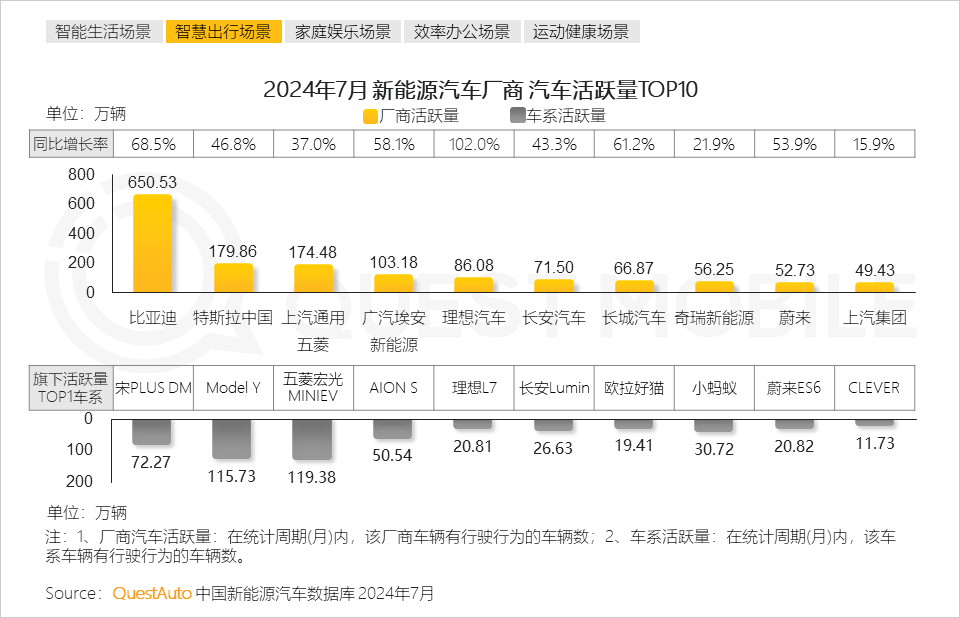 智能生活场景 智慧出行场景 家庭娱乐场景 效率办公场景 运动健康场景
2024年7月 新能源汽车厂商 汽车活跃量TOP10
单位：万辆
厂商活跃量 车系活跃量
同比增长率 68.5% 46.8% 37.0% 58.1% 102.0% 43.3% 61.2% 21.9% 53.9% 15.9%
800
600
400
200
0
650.53 179.86 174.48 103.18 86.08 71.50 66.87 56.25 52.73 49.43
QUEST MOBILE
比亚迪 特斯拉中国 上汽通用 广汽埃安 理想汽车 长安汽车 长城汽车 奇瑞新能源 蔚来 上汽集团
五菱 新能源
旗下活跃量
TOP1车系
宋PLUS DM Model Y 五菱宏光 AION S 理想L7 长安Lumin 欧拉好猫 小蚂蚁 蔚来ES6 CLEVER
MINIEV
0
100
200
72.27 115.73 119.38 50.54 20.81 26.63 19.41 30.72 20.82 11.73
单位：万辆
注：1、厂商汽车活跃量：在统计周期(月)内，该厂商车辆有行驶行为的车辆数；2、车系活跃量：在统计周期(月)内，该车
系车辆有行驶行为的车辆数。
Source：QuestAuto 中国新能源汽车数据库 2024年7月